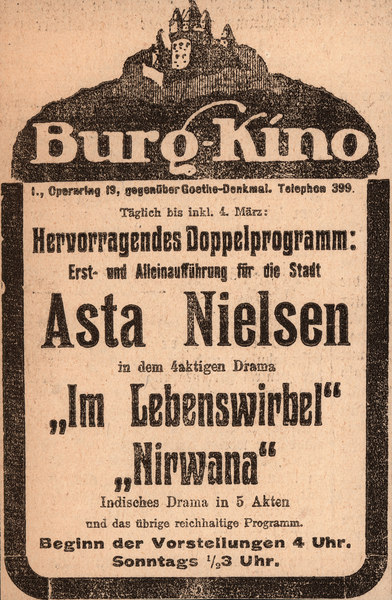 Burg-Kino
I., Opernring 19, gegenüber Goethe-Denkmal. Telephon 399.
Täglich bis inkl. 4. März:
Hervorragendes Doppelprogramm:
Erst- und Alleinaufführung für die Stadt
Asta Nielsen
in dem 4aktigen Drama
„Im Lebenswirbel“
„Nirwana“
Indisches Drama in 5 Akten
und das übrige reichhaltige Programm.
Beginn der Vorstellungen 4 Uhr.
Sonntags ½3 Uhr.